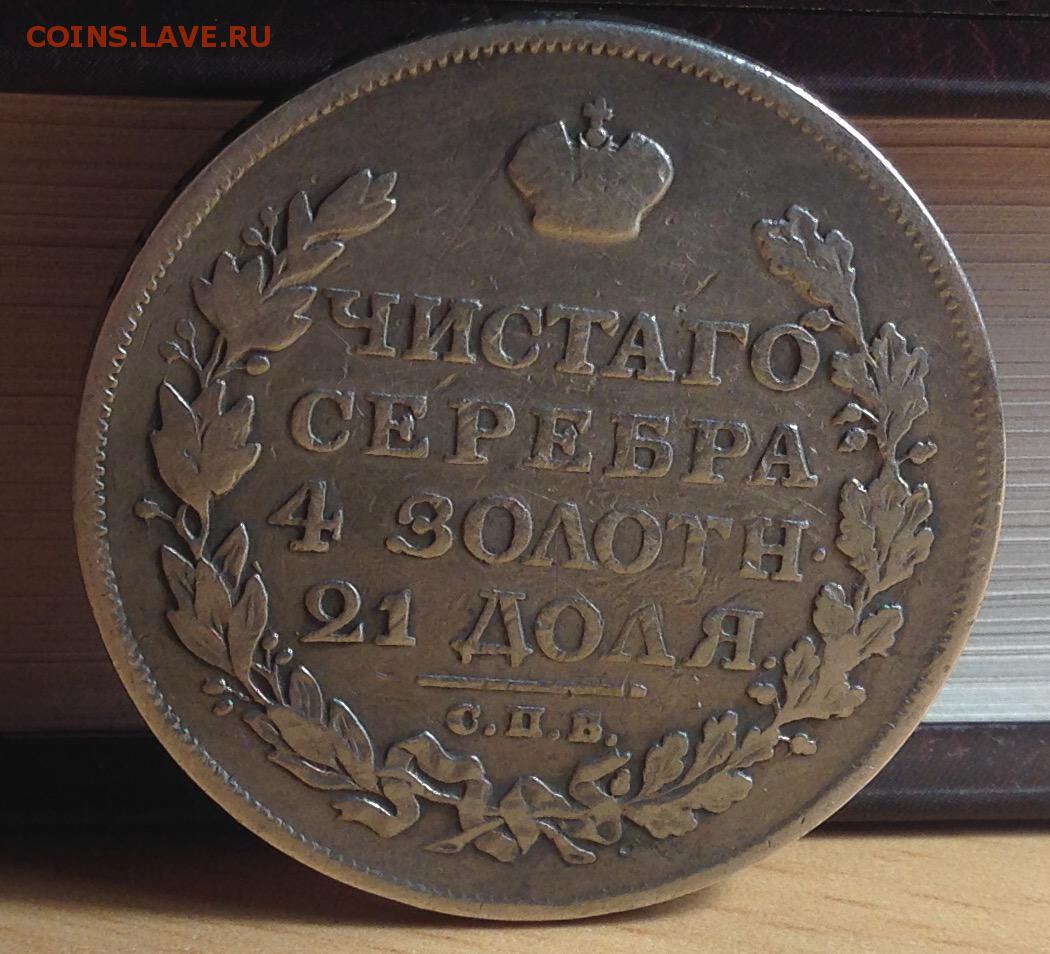 COINS.LAVE.RU
ЧИСТАГО
СЕРЕБРА
4 ЗОЛОТН.
21 ДОЛЯ.
С.П.Б.